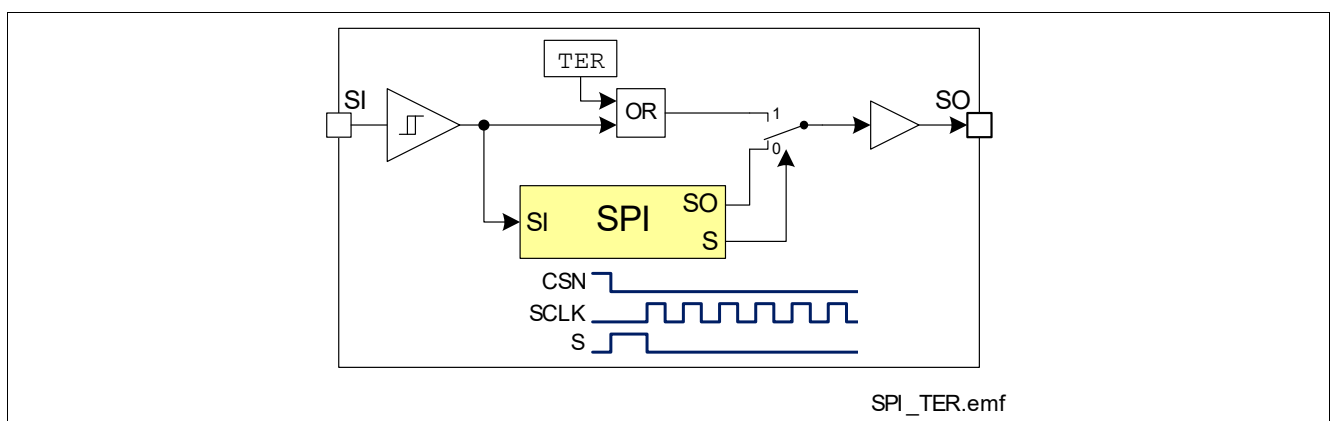 TER
SI
SO
OR
1
0
SO
SI
SPI
S
CSN
SCLK
S
SPI_TER.emf